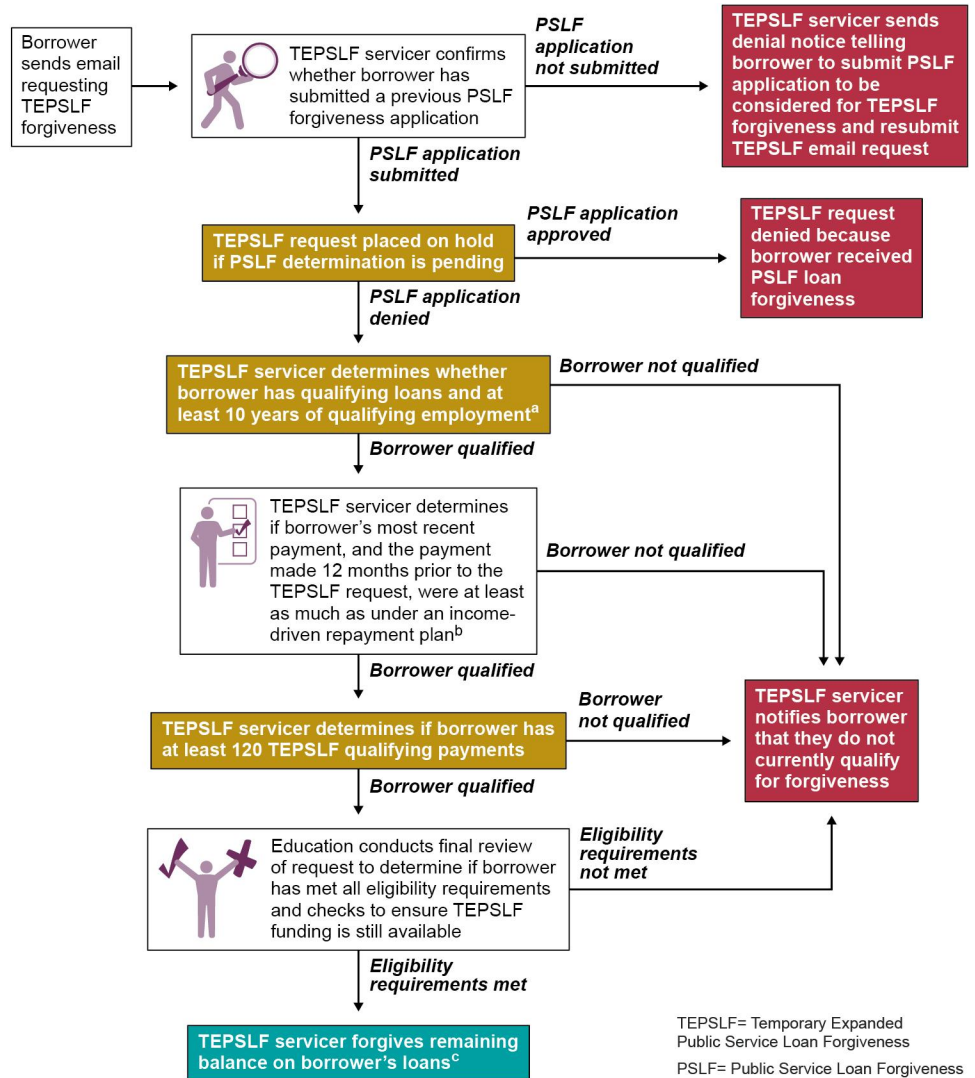 Borrower
sends email
requesting
TEPSLF
forgiveness
TEPSLF servicer confirms
whether borrower has
submitted a previous PSLF
forgiveness application
PSLF
application
not submitted
TEPSLF servicer sends
denial notice telling
borrower to submit PSLF
application to be
considered for TEPSLF
forgiveness and resubmit
TEPSLF email request
PSLF application
submitted
TEPSLF request placed on hold
if PSLF determination is pending
PSLF application
approved
TEPSLF request
denied because
borrower received
PSLF loan
forgiveness
PSLF application
denied
TEPSLF servicer determines whether
borrower has qualifying loans and at
least 10 years of qualifying employmentᵃ
Borrower not qualified
Borrower qualified
TEPSLF servicer determines
if borrower’s most recent
payment, and the payment
made 12 months prior to the
TEPSLF request, were at least
as much as under an income-
driven repayment planᵇ
Borrower not qualified
Borrower qualified
TEPSLF servicer determines if borrower has
at least 120 TEPSLF qualifying payments
Borrower
not qualified
TEPSLF servicer
notifies borrower
that they do not
currently qualify
for forgiveness
Borrower qualified
Education conducts final review
of request to determine if borrower
has met all eligibility requirements
and checks to ensure TEPSLF
funding is still available
Eligibility
requirements
not met
Eligibility
requirements met
TEPSLF servicer forgives remaining
balance on borrower’s loansᶜ
TEPSLF= Temporary Expanded
Public Service Loan Forgiveness
PSLF= Public Service Loan Forgiveness